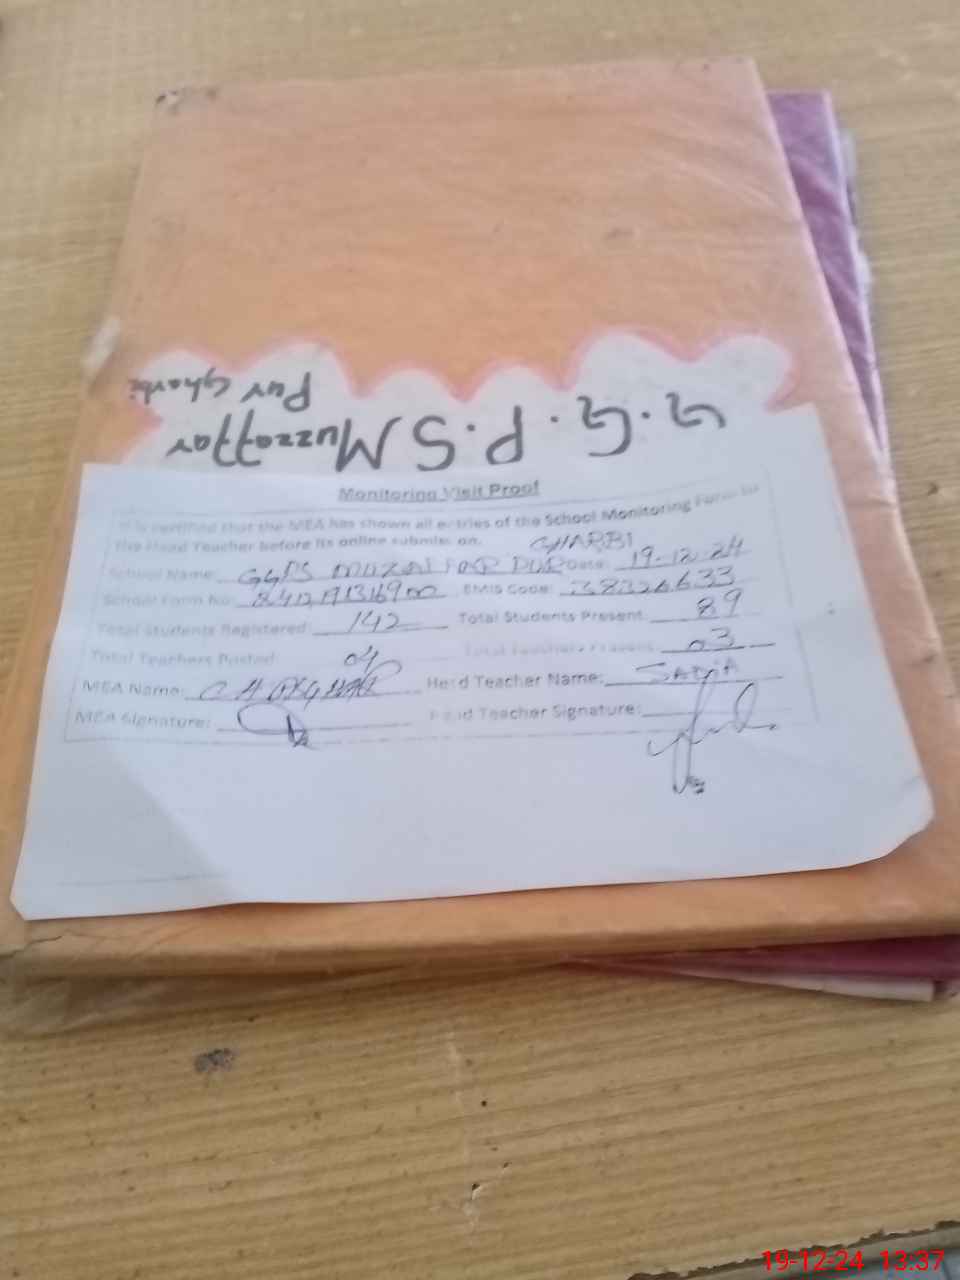 G.G.P.S Muzaffar
Pur Gharbi
Monitoring Visit Proof
It is certified that the MEA has shown all entries of the School Monitoring Form to
the Head Teacher before its online submission.
GHARBI
School Name: GGPS MUZAFFAR PUR Date: 19-12-24
School Form No: EMIS Code: 38326633
Total Students Registered: 142 Total Students Present: 89
Total Teachers Posted: 04 Total Teachers Present: 03
MEA Name: Head Teacher Name: SADIA
MEA Signature: Head Teacher Signature:
19-12-24 13:37